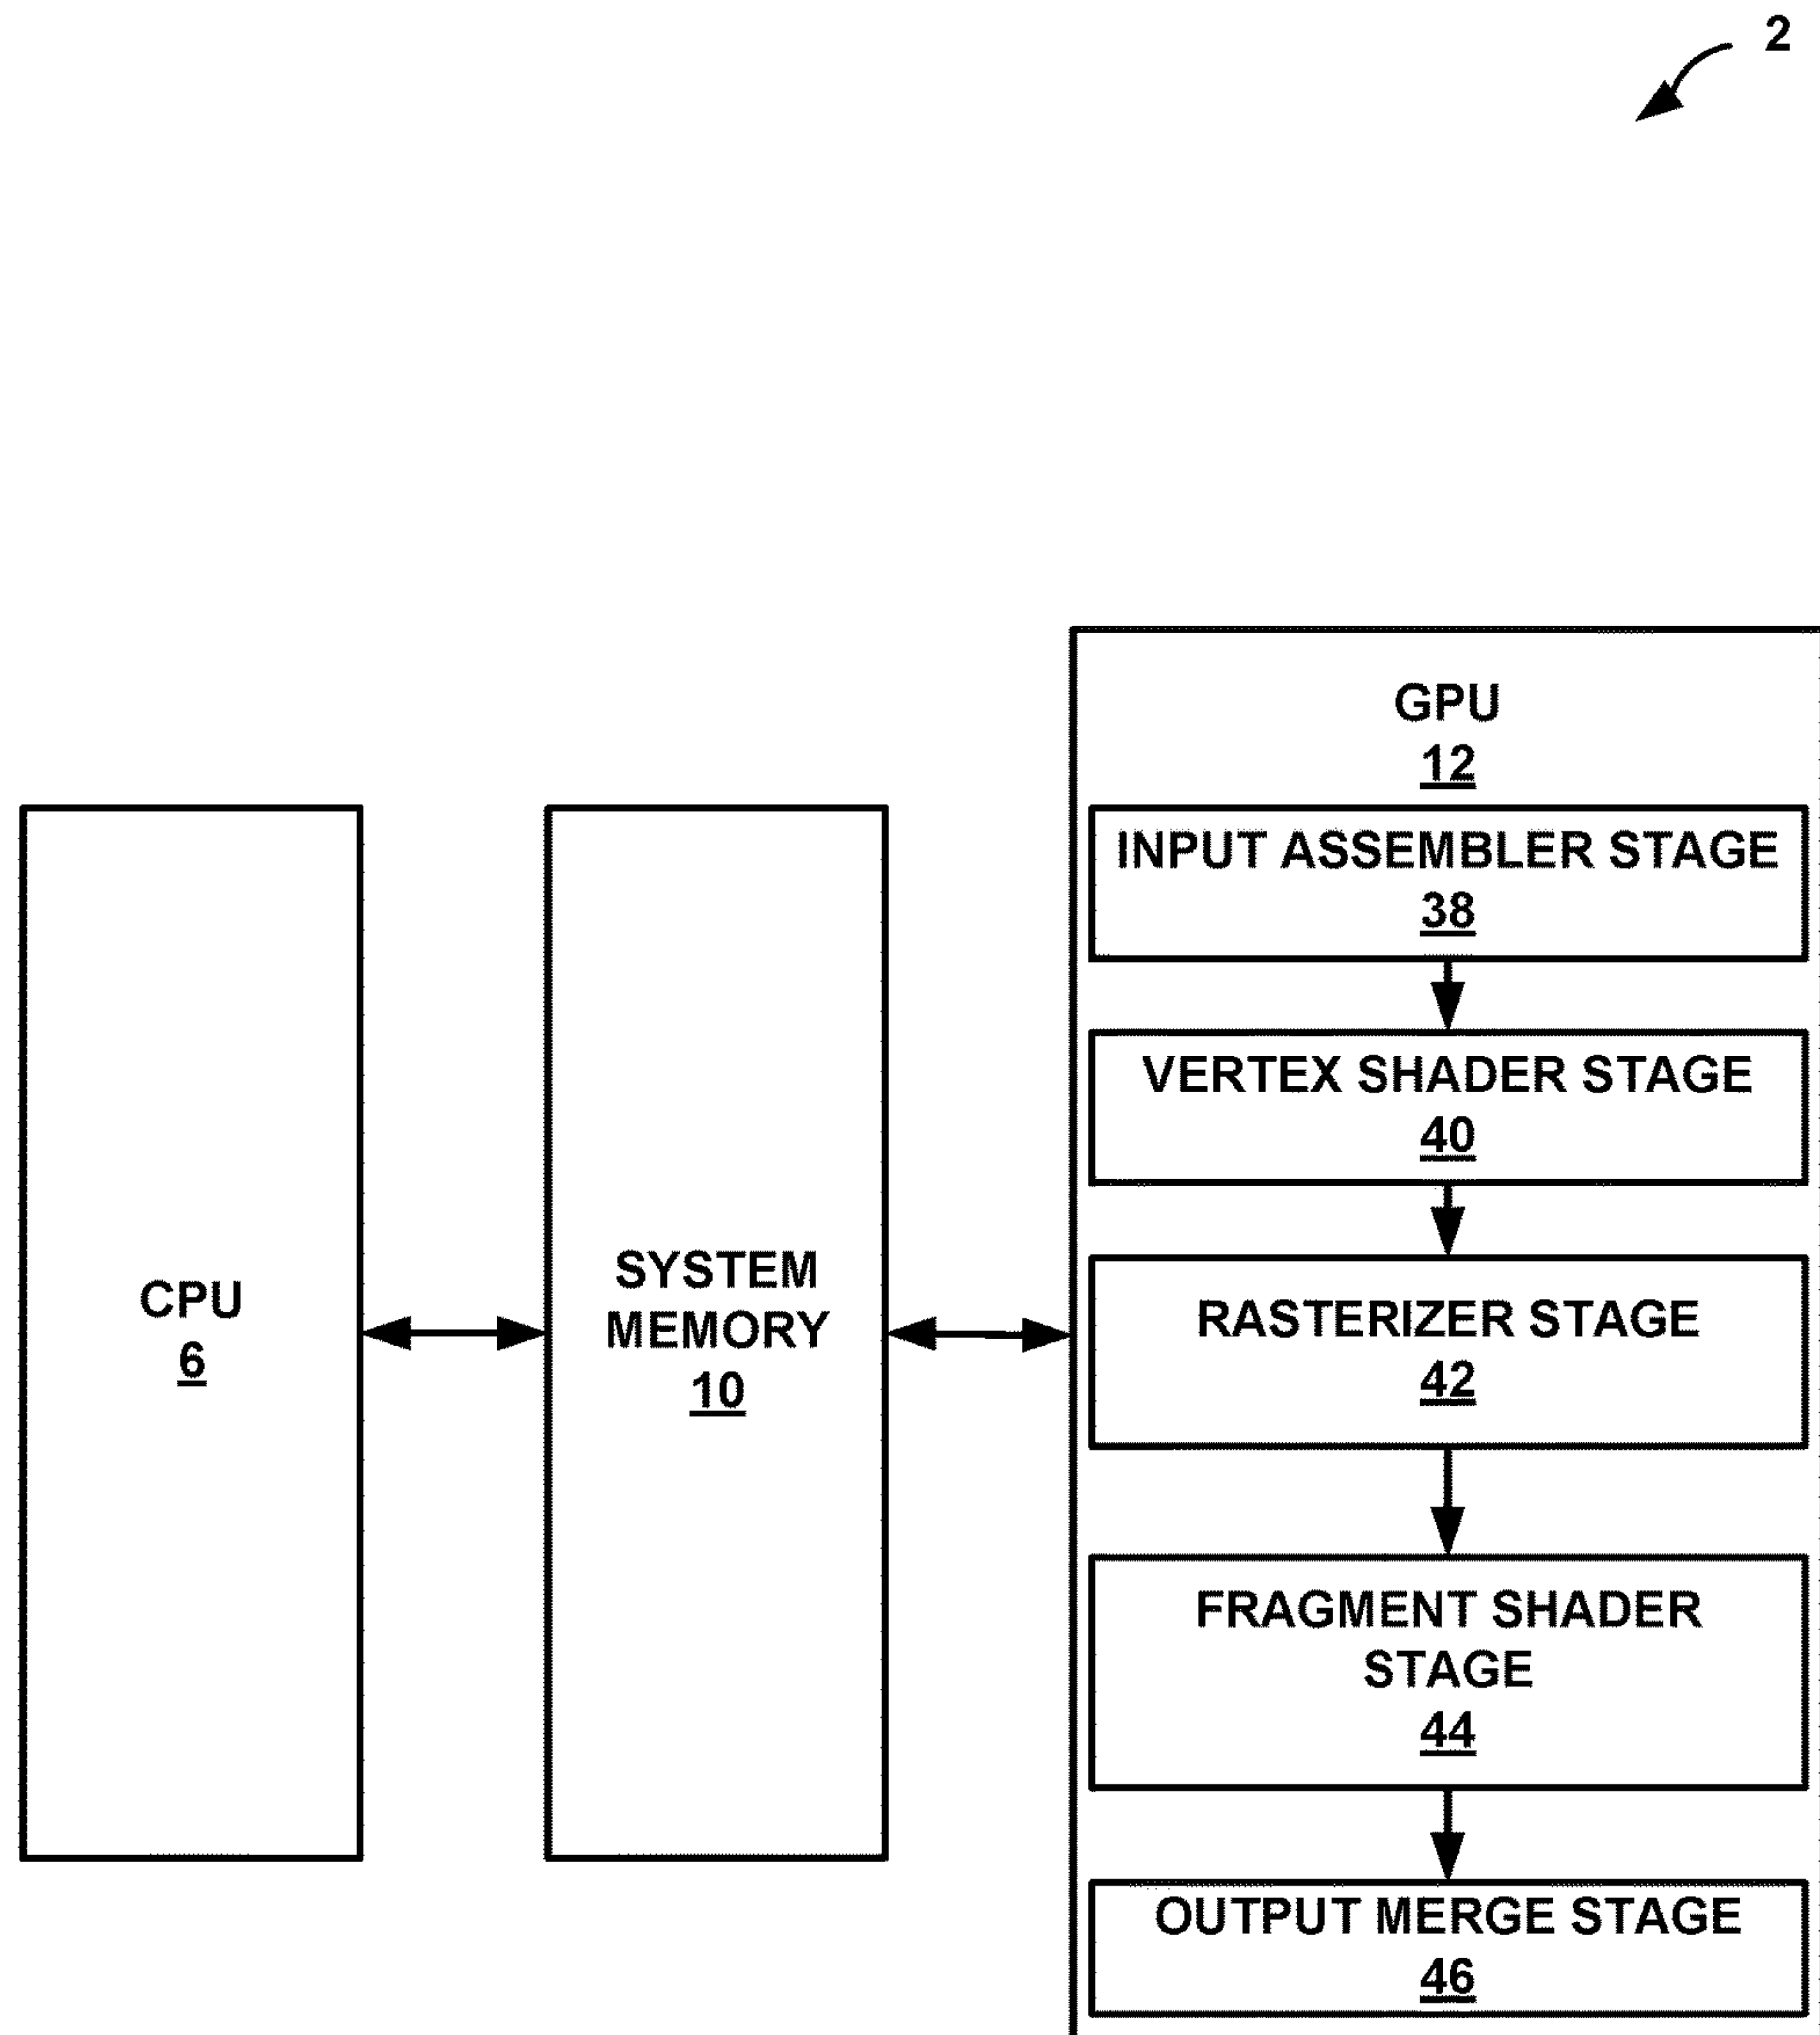 2
GPU
12
INPUT ASSEMBLER STAGE
38
VERTEX SHADER STAGE
40
CPU
6
SYSTEM
MEMORY
10
RASTERIZER STAGE
42
FRAGMENT SHADER
STAGE
44
OUTPUT MERGE STAGE
46